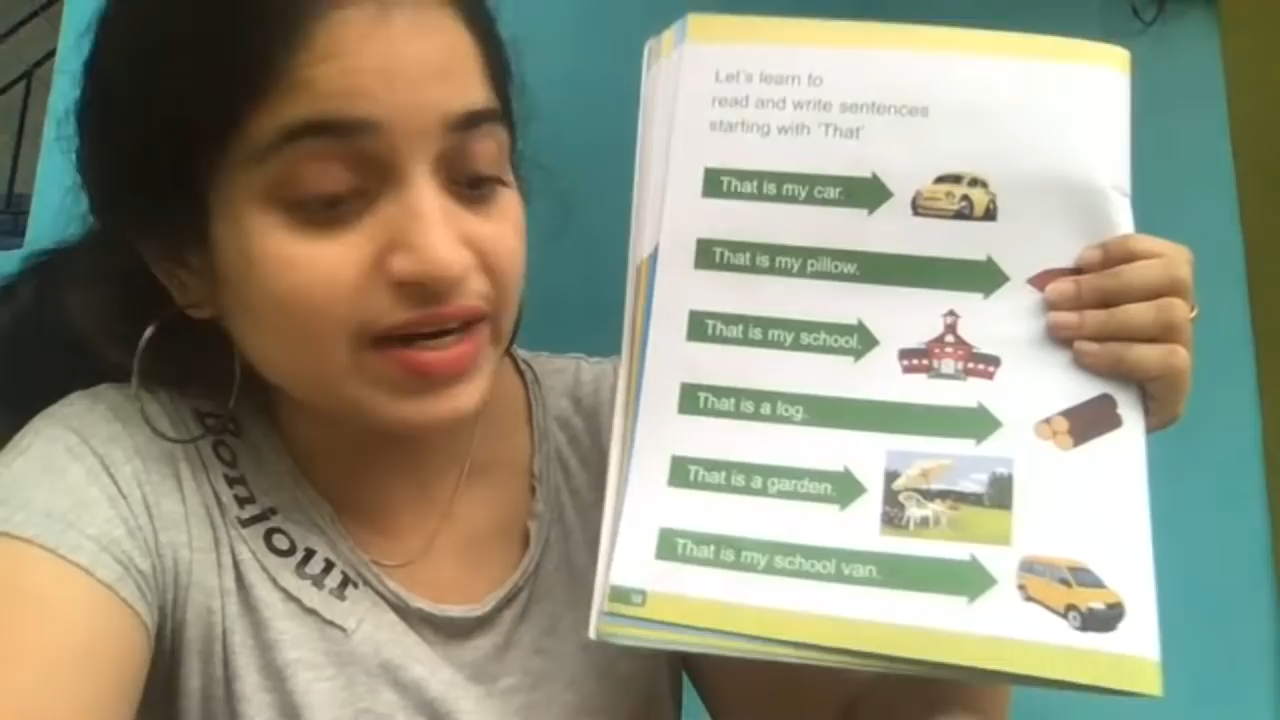 Let's learn to
read and write sentences
starting with 'That'
That is my car.
That is my pillow.
That is my school.
That is a log.
That is a garden.
That is my school van.
Bonjour